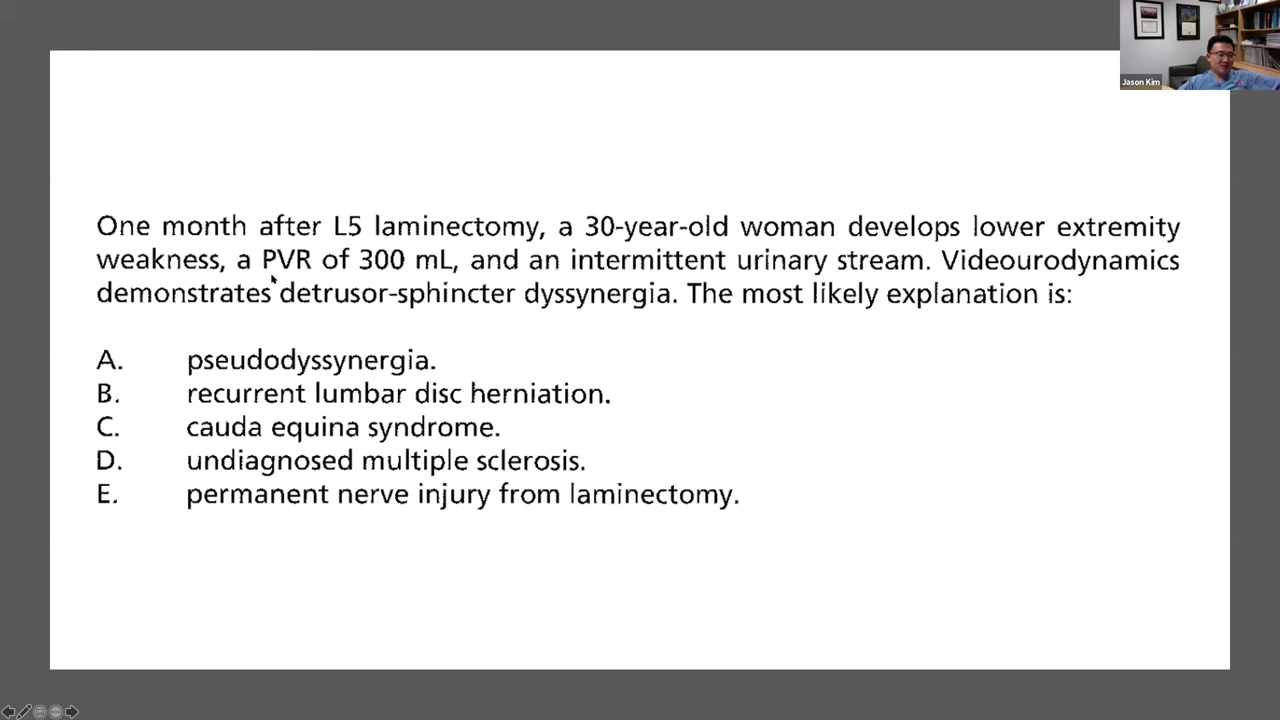 Jason Kim
One month after L5 laminectomy, a 30-year-old woman develops lower extremity
weakness, a PVR of 300 mL, and an intermittent urinary stream. Videourodynamics
demonstrates detrusor-sphincter dyssynergia. The most likely explanation is:
A. pseudodyssynergia.
B. recurrent lumbar disc herniation.
C. cauda equina syndrome.
D. undiagnosed multiple sclerosis.
E. permanent nerve injury from laminectomy.